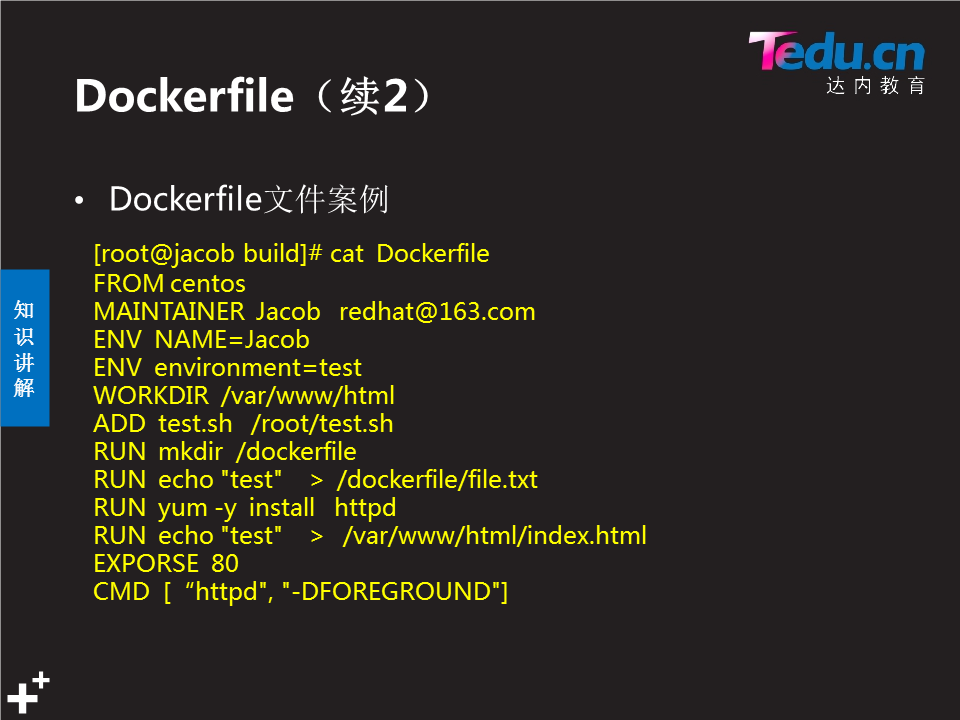 Tedu.cn
达内教育
Dockerfile（续2）
• Dockerfile文件案例
[root@jacob build]# cat  Dockerfile
FROM centos
MAINTAINER  Jacob   redhat@163.com
ENV  NAME=Jacob
ENV  environment=test
WORKDIR  /var/www/html
ADD  test.sh   /root/test.sh
RUN  mkdir  /dockerfile
RUN  echo "test"    >  /dockerfile/file.txt
RUN  yum -y  install   httpd
RUN  echo "test"    >   /var/www/html/index.html
EXPORSE  80
CMD  [  “httpd", "-DFOREGROUND"]
知
识
讲
解